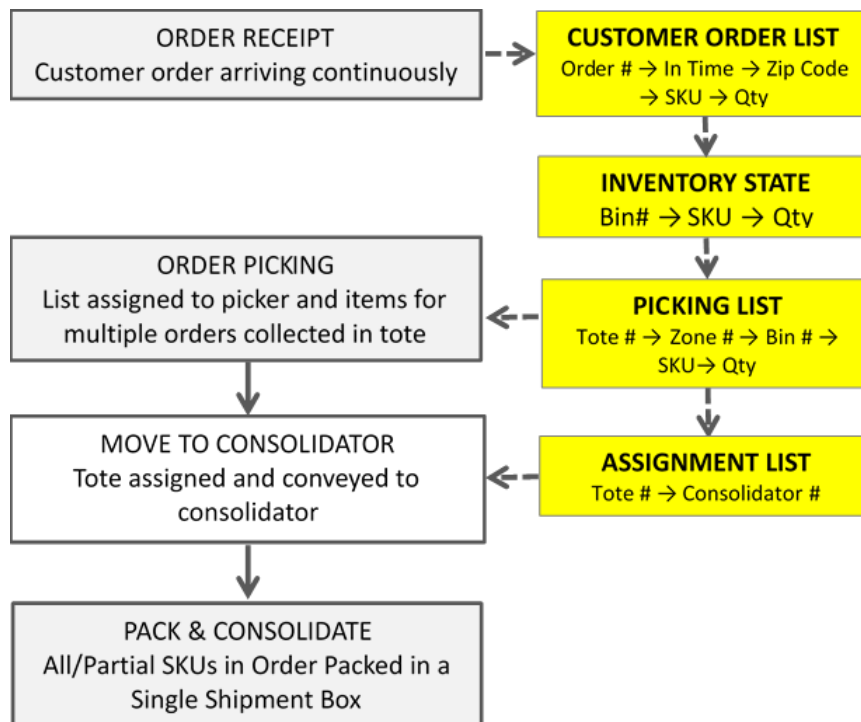 ORDER RECEIPT
Customer order arriving continuously
CUSTOMER ORDER LIST
Order # → In Time → Zip Code
→ SKU → Qty
INVENTORY STATE
Bin# → SKU → Qty
ORDER PICKING
List assigned to picker and items for
multiple orders collected in tote
PICKING LIST
Tote # → Zone # → Bin # →
SKU→ Qty
MOVE TO CONSOLIDATOR
Tote assigned and conveyed to
consolidator
ASSIGNMENT LIST
Tote # → Consolidator #
PACK & CONSOLIDATE
All/Partial SKUs in Order Packed in a
Single Shipment Box